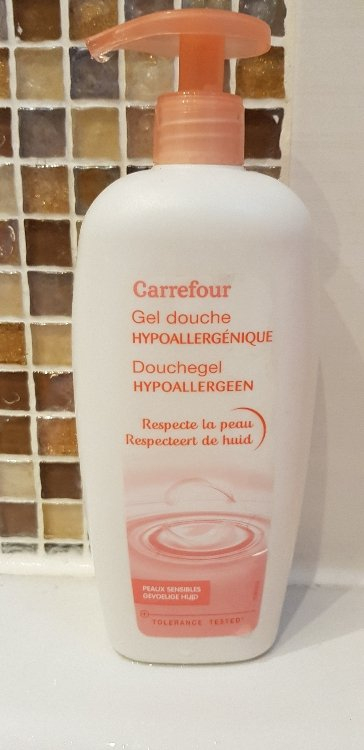 Carrefour
Gel douche
HYPOALLERGÉNIQUE
Douchegel
HYPOALLERGEEN
Respecte la peau
Respecteert de huid
PEAUX SENSIBLES
GEVOELIGE HUID
TOLERANCE TESTED*